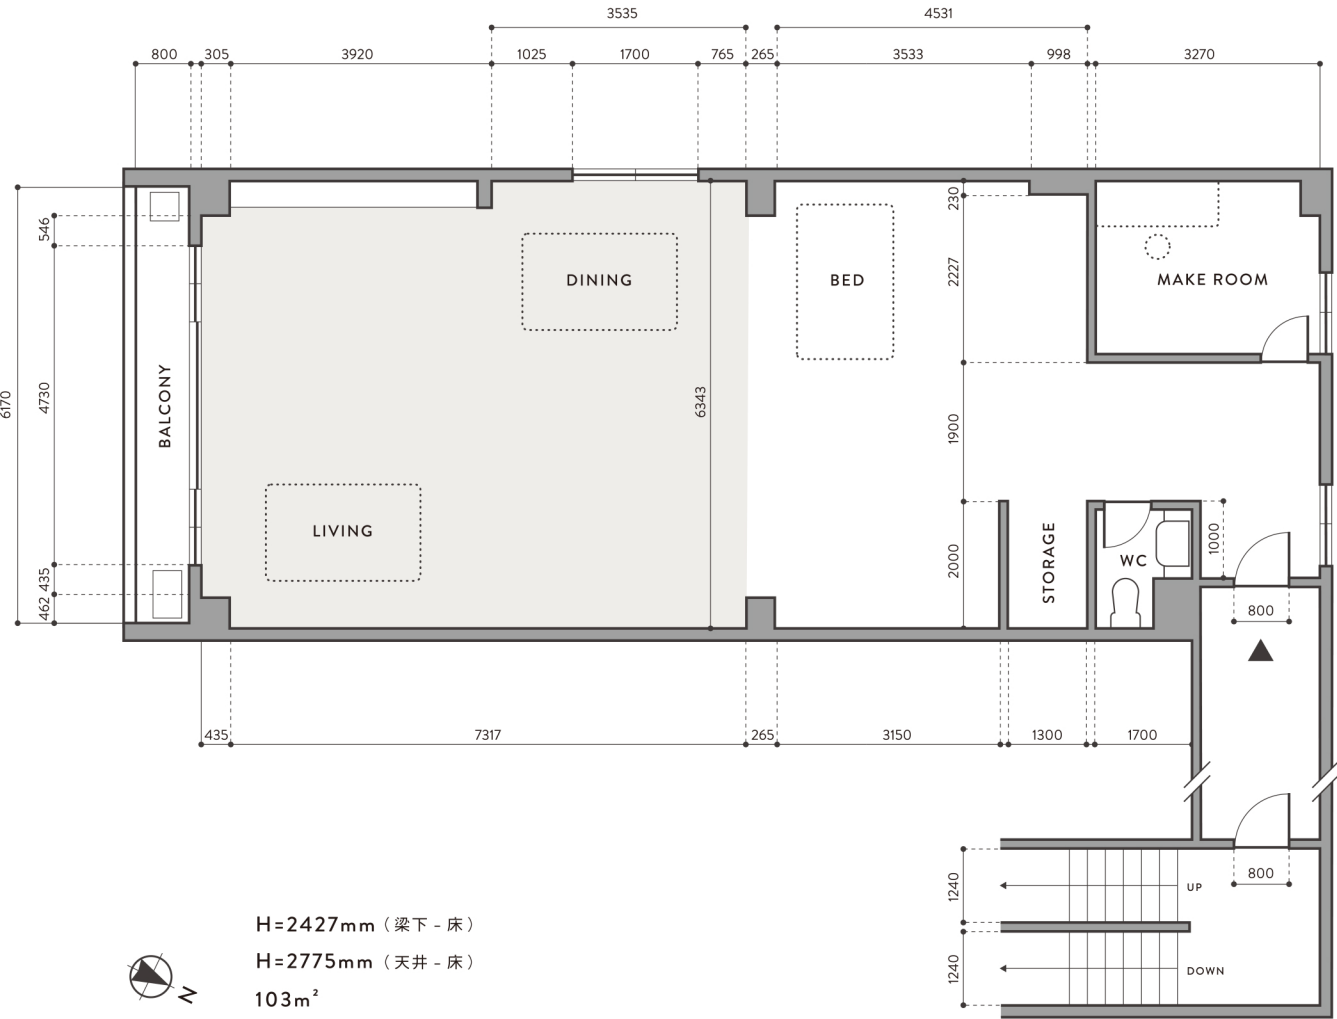 3535
4531
800
305
3920
1025
1700
765
265
3533
998
3270
230
546
DINING
BED
MAKE ROOM
2227
BALCONY
6170
4730
6343
1900
LIVING
STORAGE
WC
1000
2000
435
462
800
435
7317
265
3150
1300
1700
800
1240
UP
1240
DOWN
H=2427mm（梁下 - 床）
H=2775mm（天井 - 床）
103m²
N